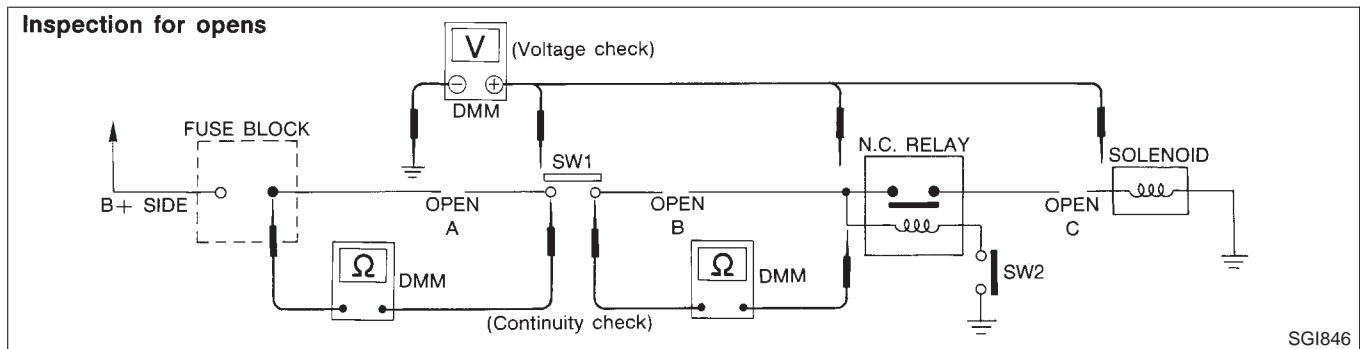 Inspection for opens
V
(Voltage check)
− +
DMM
FUSE BLOCK
N.C. RELAY
SOLENOID
SW1
B+ SIDE
OPEN
A
OPEN
B
OPEN
C
Ω
DMM
Ω
DMM
SW2
(Continuity check)
SGI846